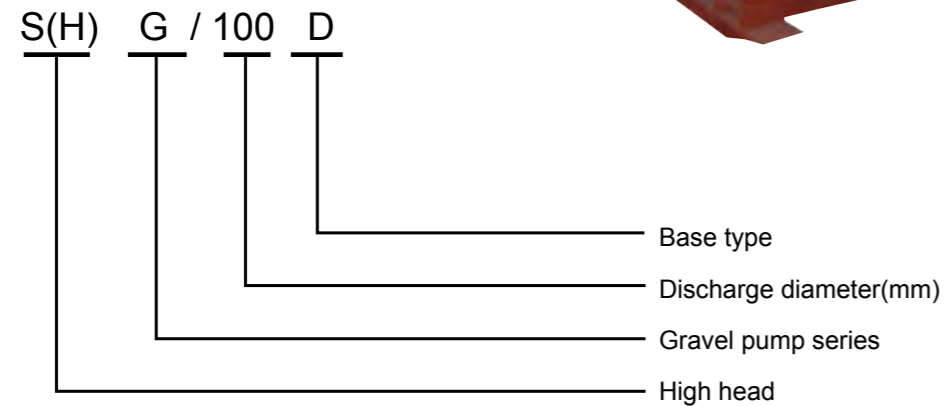 S(H) G / 100 D
Base type
Discharge diameter(mm)
Gravel pump series
High head